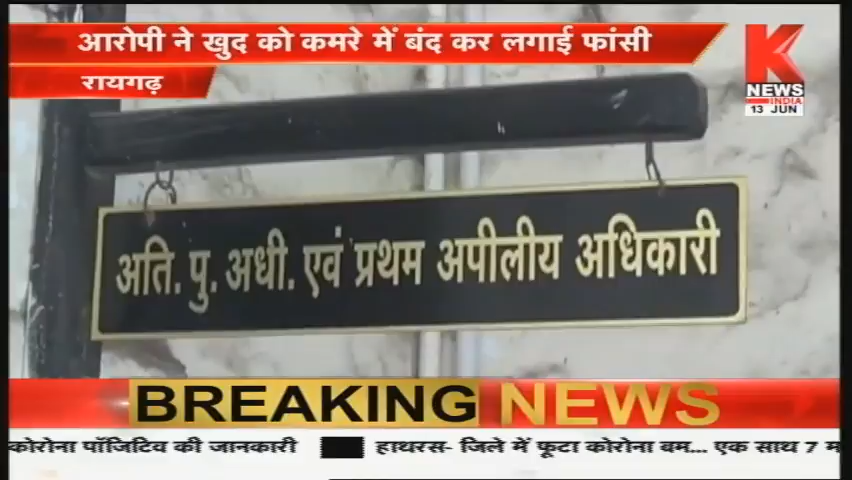 आरोपी ने खुद को कमरे में बंद कर लगाई फांसी
रायगढ़
K
NEWS
INDIA
13 JUN
अति. पु. अधी. एवं प्रथम अपीलीय अधिकारी
BREAKING NEWS
कोरोना पॉजिटिव की जानकारी हाथरस- जिले में फूटा कोरोना बम... एक साथ 7 म